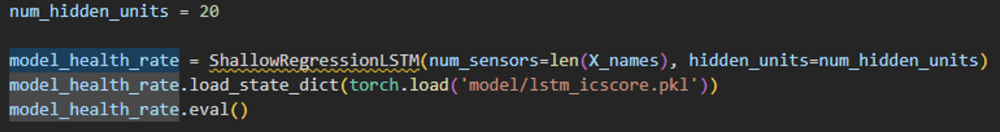 num_hidden_units = 20
model_health_rate = ShallowRegressionLSTM(num_sensors=len(X_names), hidden_units=num_hidden_units)
model_health_rate.load_state_dict(torch.load('model/lstm_icscore.pkl'))
model_health_rate.eval()